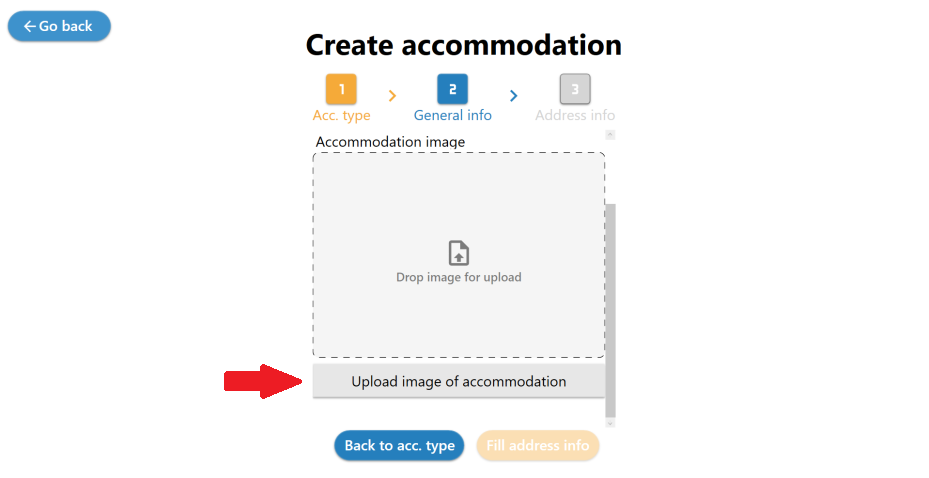 Go back
Create accommodation
1
2
3
Acc. type
General info
Address info
Accommodation image
Drop image for upload
Upload image of accommodation
Back to acc. type
Fill address info